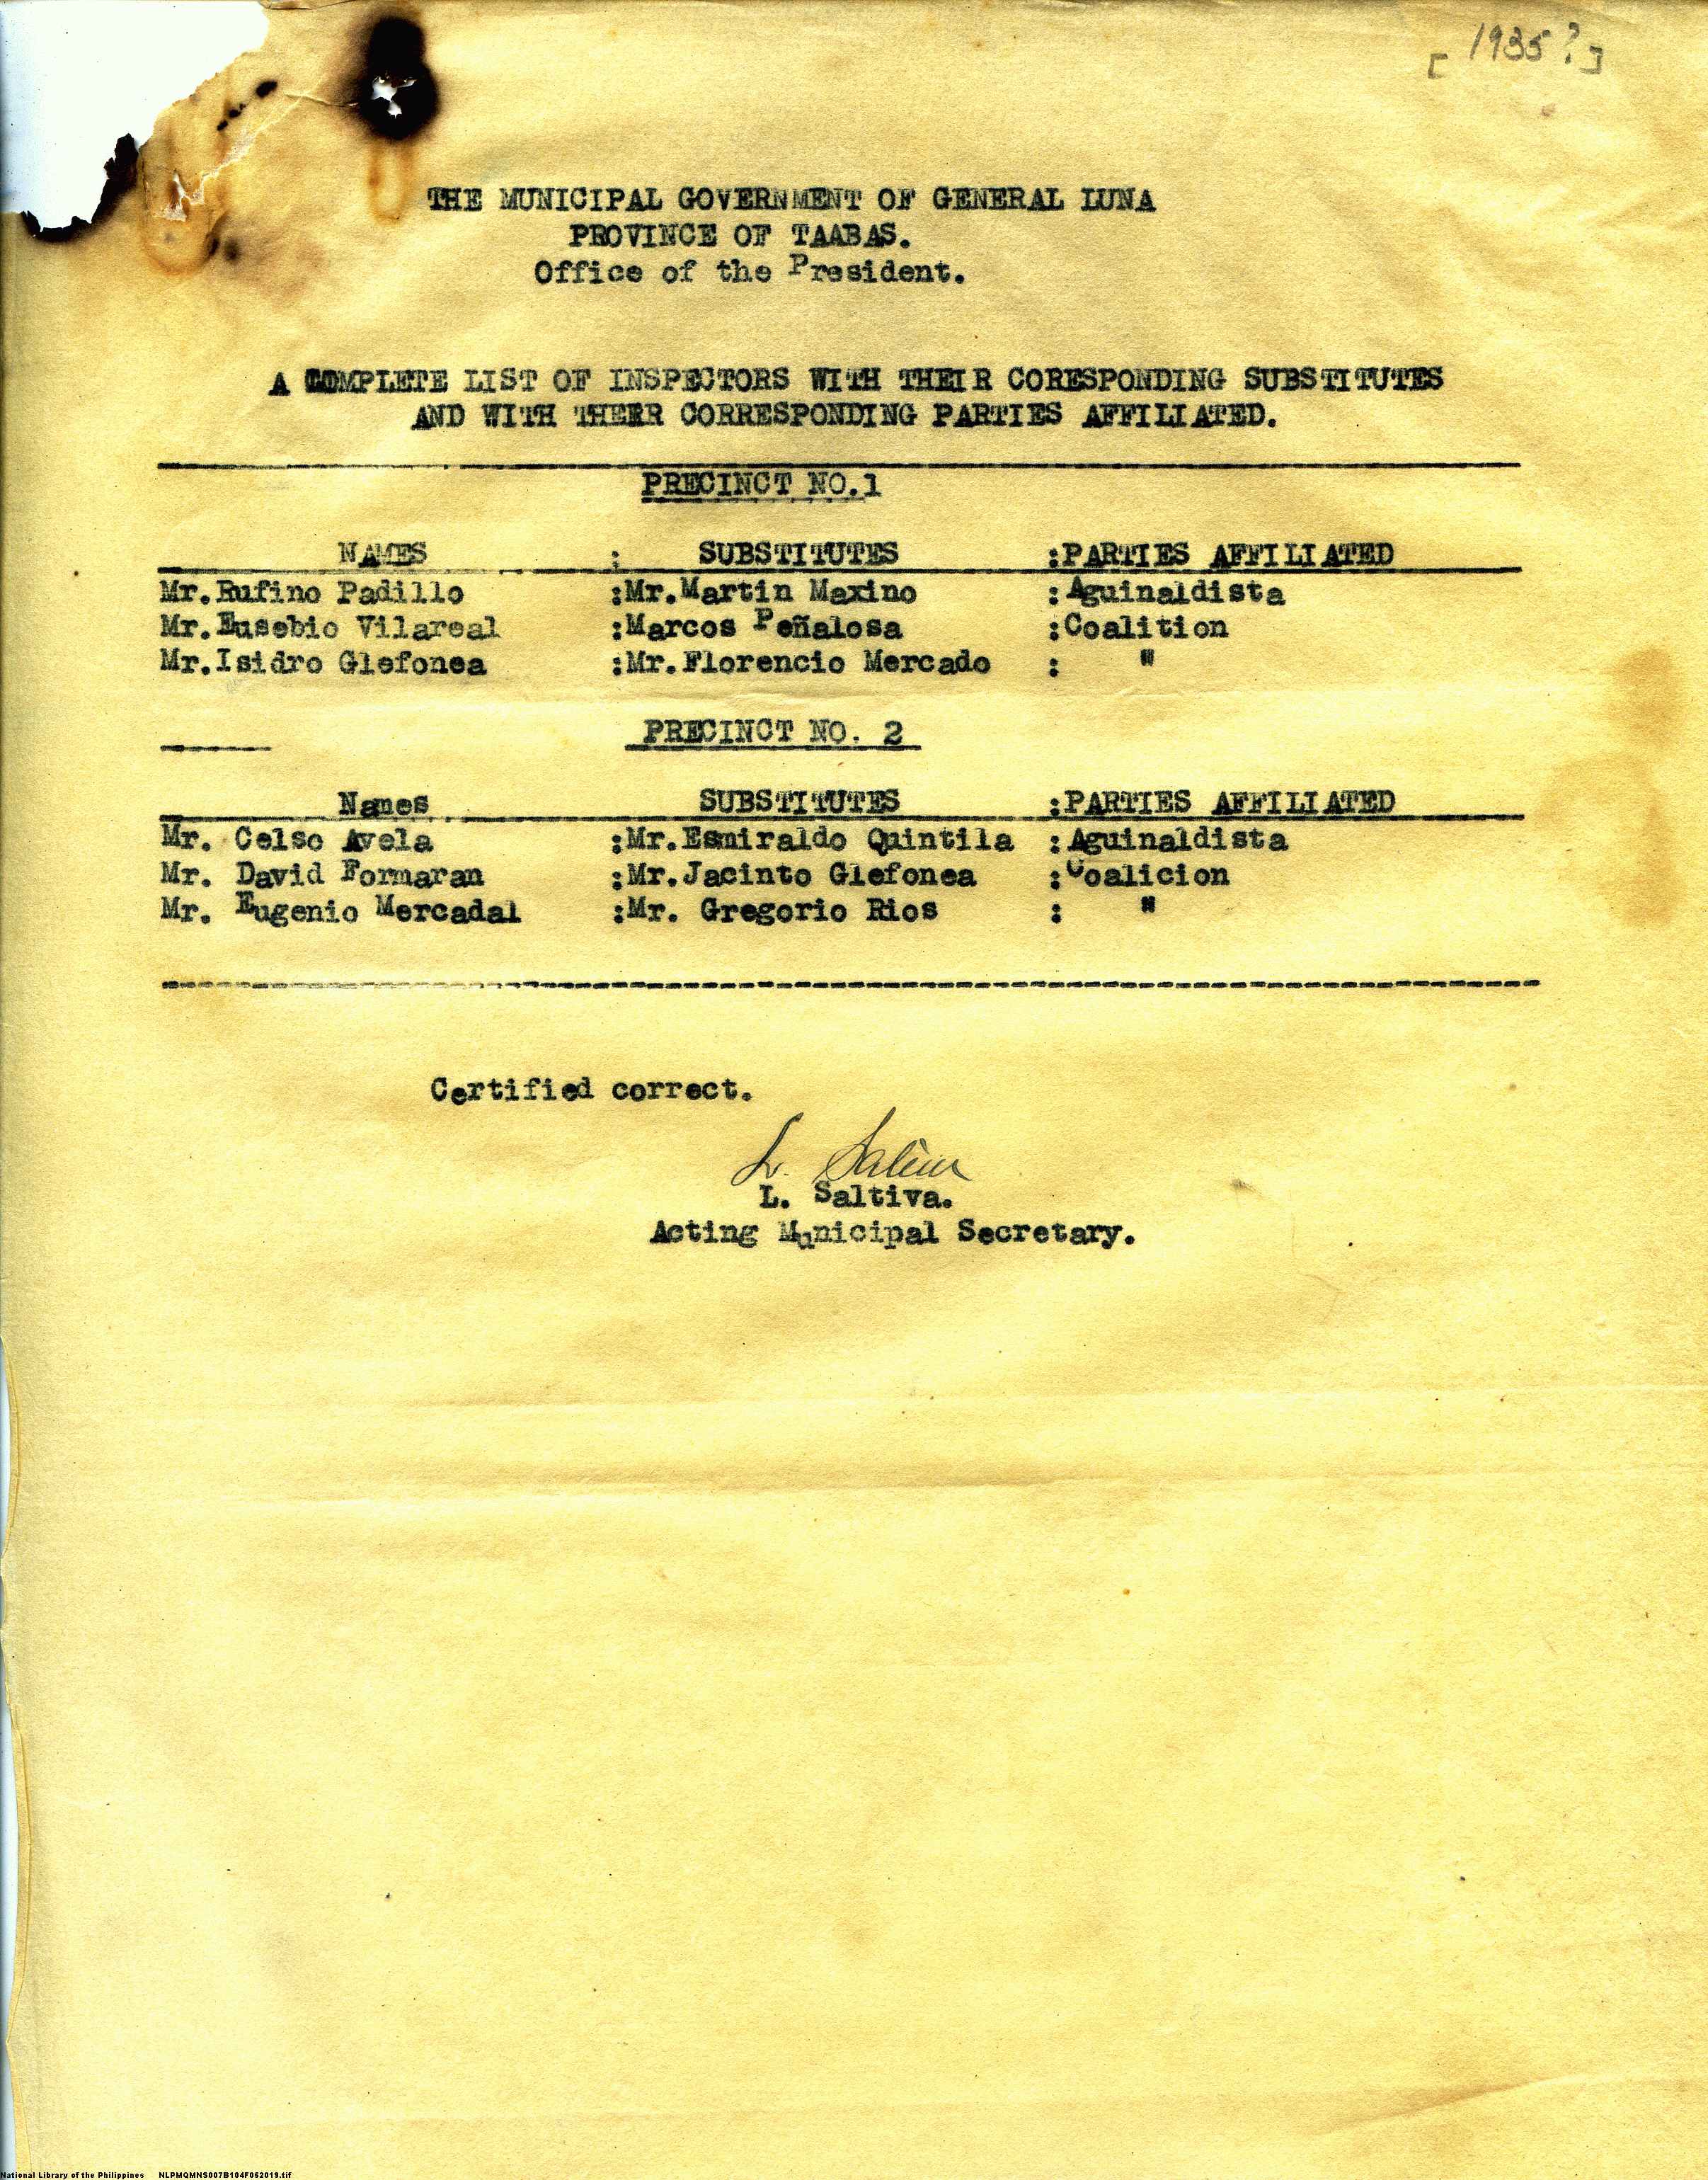 [ 1935 ? ]
THE MUNICIPAL GOVERNMENT OF GENERAL LUNA
PROVINCE OF TAABAS.
Office of the President.
A COMPLETE LIST OF INSPECTORS WITH THEIR CORESPONDING SUBSTITUTES
AND WITH THEER CORRESPONDING PARTIES AFFILIATED.
PRECINCT NO.1
NAMES : SUBSTITUTES :PARTIES AFFILIATED
Mr.Rufino Padillo :Mr.Martin Maxino :Aguinaldista
Mr.Eusebio Vilareal :Marcos Peñalosa :Coalition
Mr.Isidro Glefonea :Mr.Florencio Mercado : "
PRECINCT NO. 2
Names SUBSTITUTES :PARTIES AFFILIATED
Mr. Celso Avela :Mr.Esmiraldo Quintila :Aguinaldista
Mr. David Formaran :Mr.Jacinto Glefonea :Coalicion
Mr. Eugenio Mercadal :Mr. Gregorio Rios : "
Certified correct.
L. Saltiva.
Acting Municipal Secretary.
National Library of the Philippines NLPMQMNS007B104F052019.tif